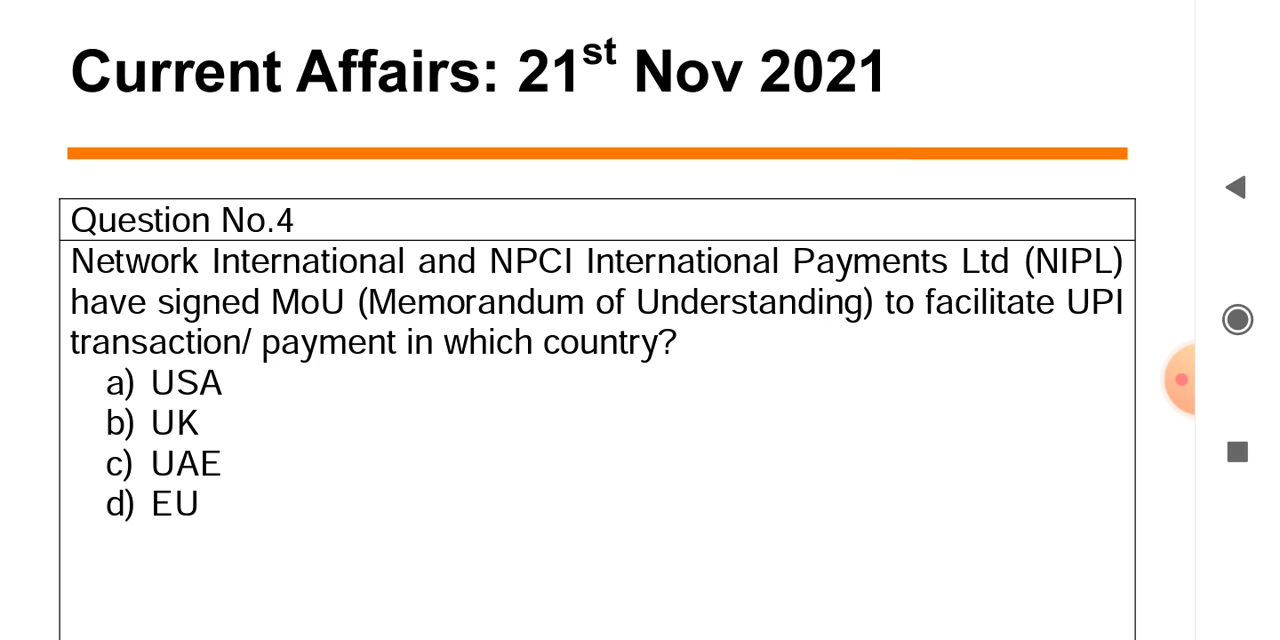 Current Affairs: 21st Nov 2021
Question No.4
Network International and NPCI International Payments Ltd (NIPL)
have signed MoU (Memorandum of Understanding) to facilitate UPI
transaction/ payment in which country?
a) USA
b) UK
c) UAE
d) EU